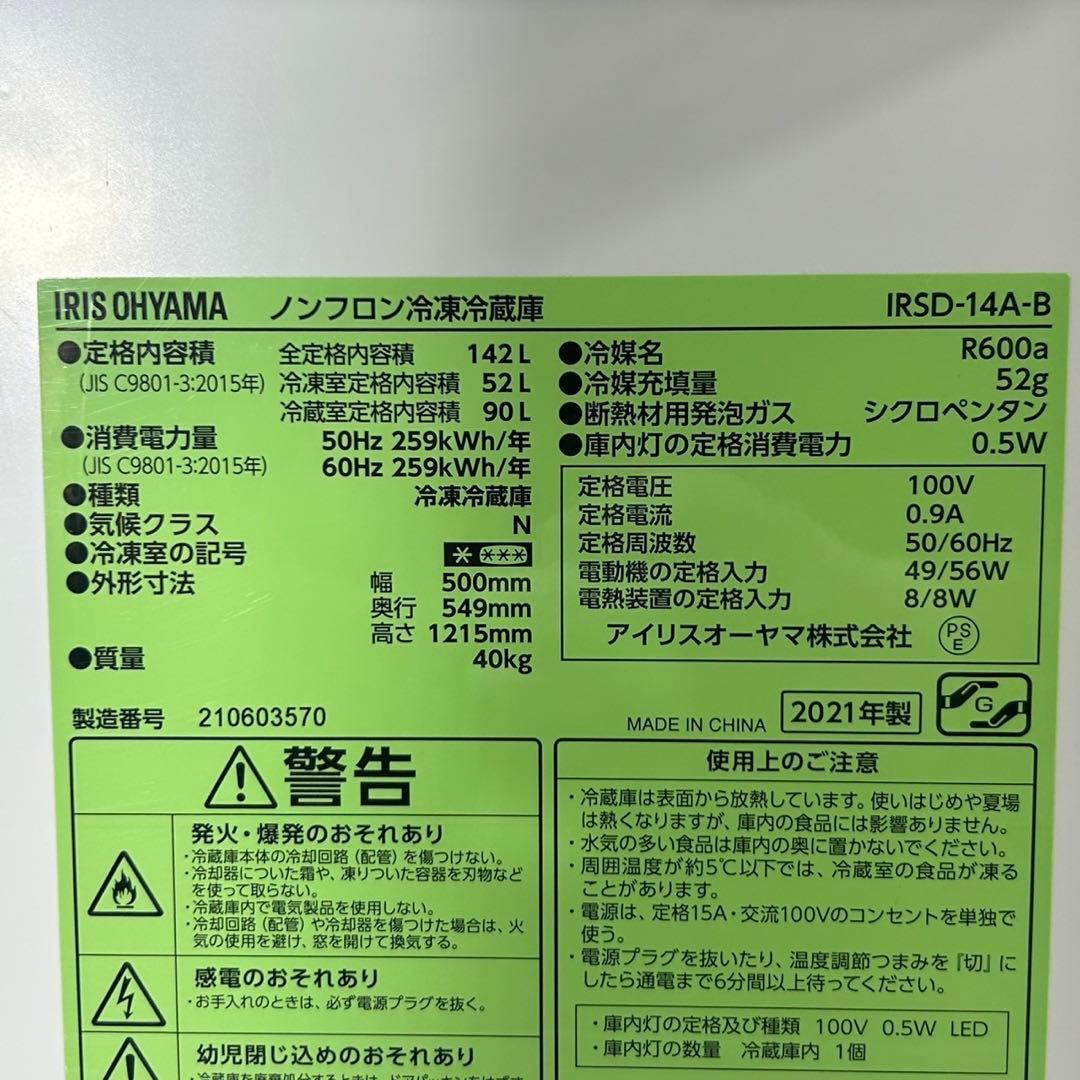 IRIS OHYAMA ノンフロン冷凍冷蔵庫 IRSD-14A-B
●定格内容積 全定格内容積 142L
(JIS C9801-3:2015年) 冷凍室定格内容積 52L
冷蔵室定格内容積 90L
●消費電力量 50Hz 259kWh/年
(JIS C9801-3:2015年) 60Hz 259kWh/年
●種類 冷凍冷蔵庫
●気候クラス N
●冷凍室の記号
●外形寸法 幅 500mm
奥行 549mm
高さ 1215mm
●質量 40kg
●冷媒名 R600a
●冷媒充填量 52g
●断熱材用発泡ガス シクロペンタン
●庫内灯の定格消費電力 0.5W
定格電圧 100V
定格電流 0.9A
定格周波数 50/60Hz
電動機の定格入力 49/56W
電熱装置の定格入力 8/8W
アイリスオーヤマ株式会社 PSE
製造番号 210603570
MADE IN CHINA 2021年製 G
警告
発火・爆発のおそれあり
・冷蔵庫本体の冷却回路（配管）を傷つけない。
・冷却器についた霜や、凍りついた容器を刃物など
を使って取らない。
・冷蔵庫内で電気製品を使用しない。
・冷却回路（配管）や冷却器を傷つけた場合は、火
気の使用を避け、窓を開けて換気する。
感電のおそれあり
・お手入れのときは、必ず電源プラグを抜く。
幼児閉じ込めのおそれあり
・冷蔵庫を廃棄処分するときは、ドアパッキンをはずす
使用上のご注意
・冷蔵庫は表面から放熱しています。使いはじめや夏場
は熱くなりますが、庫内の食品には影響ありません。
・水気の多い食品は庫内の奥に置かないでください。
・周囲温度が約5℃以下では、冷蔵室の食品が凍る
ことがあります。
・電源は、定格15A・交流100Vのコンセントを単独で
使う。
・電源プラグを抜いたり、温度調節つまみを『切』に
したら通電まで6分間以上待ってください。
・庫内灯の定格及び種類 100V 0.5W LED
・庫内灯の数量 冷蔵庫内 1個